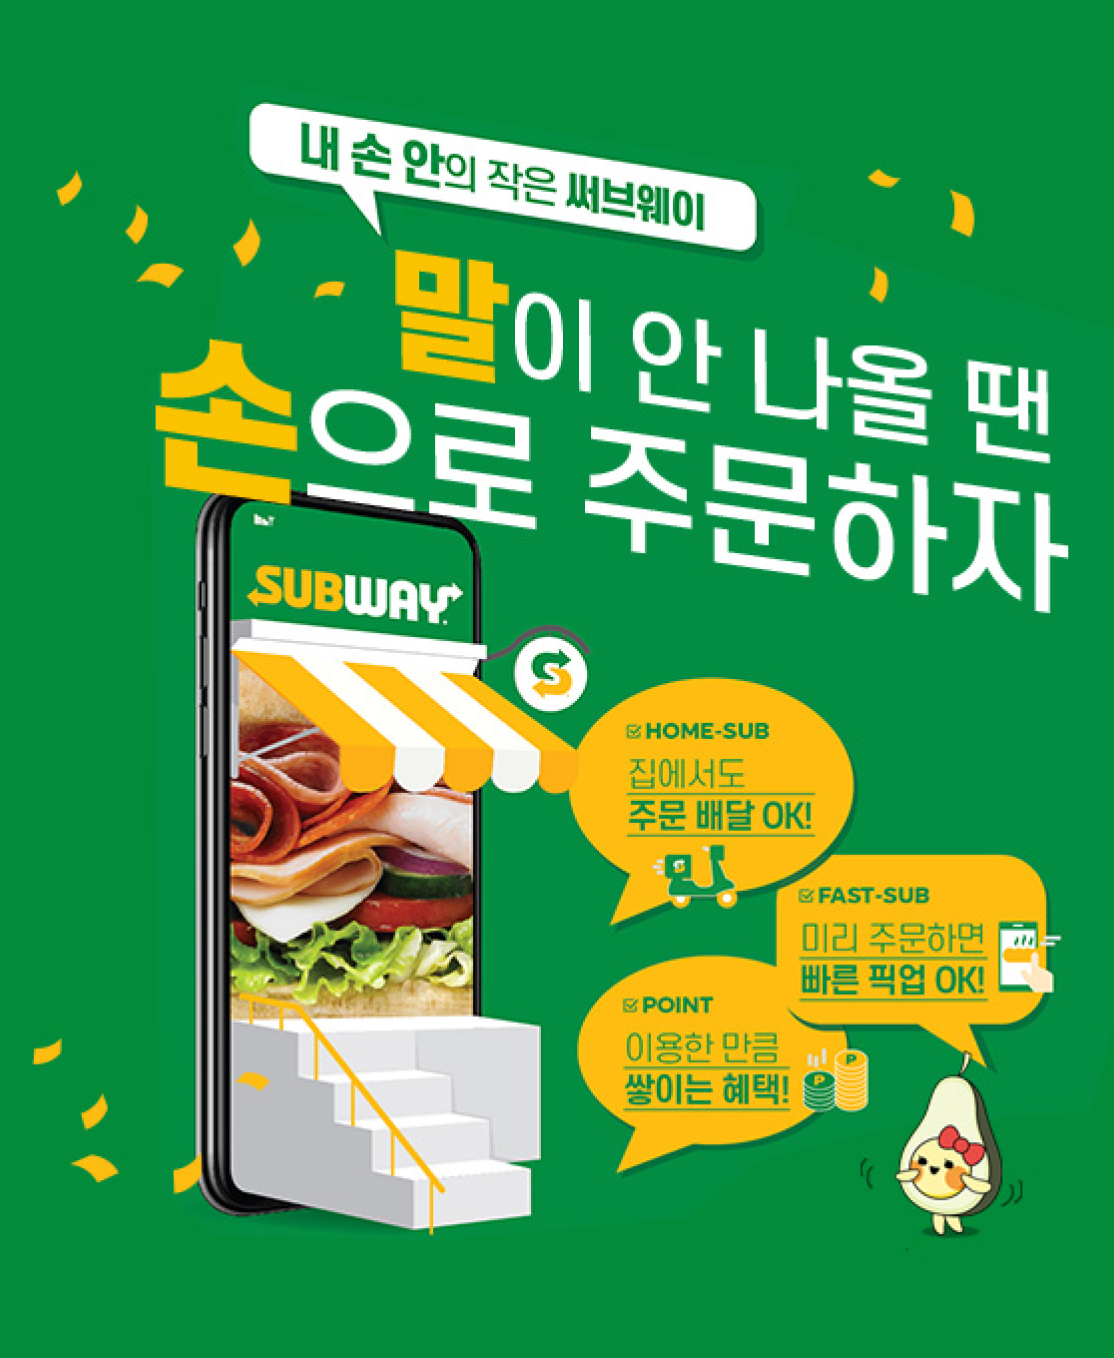 내 손 안의 작은 써브웨이
말이 안 나올 땐
손으로 주문하자
SUBWAY
S
HOME-SUB
집에서도
주문 배달 OK!
FAST-SUB
미리 주문하면
빠른 픽업 OK!
POINT
이용한 만큼
쌓이는 혜택!
P
P